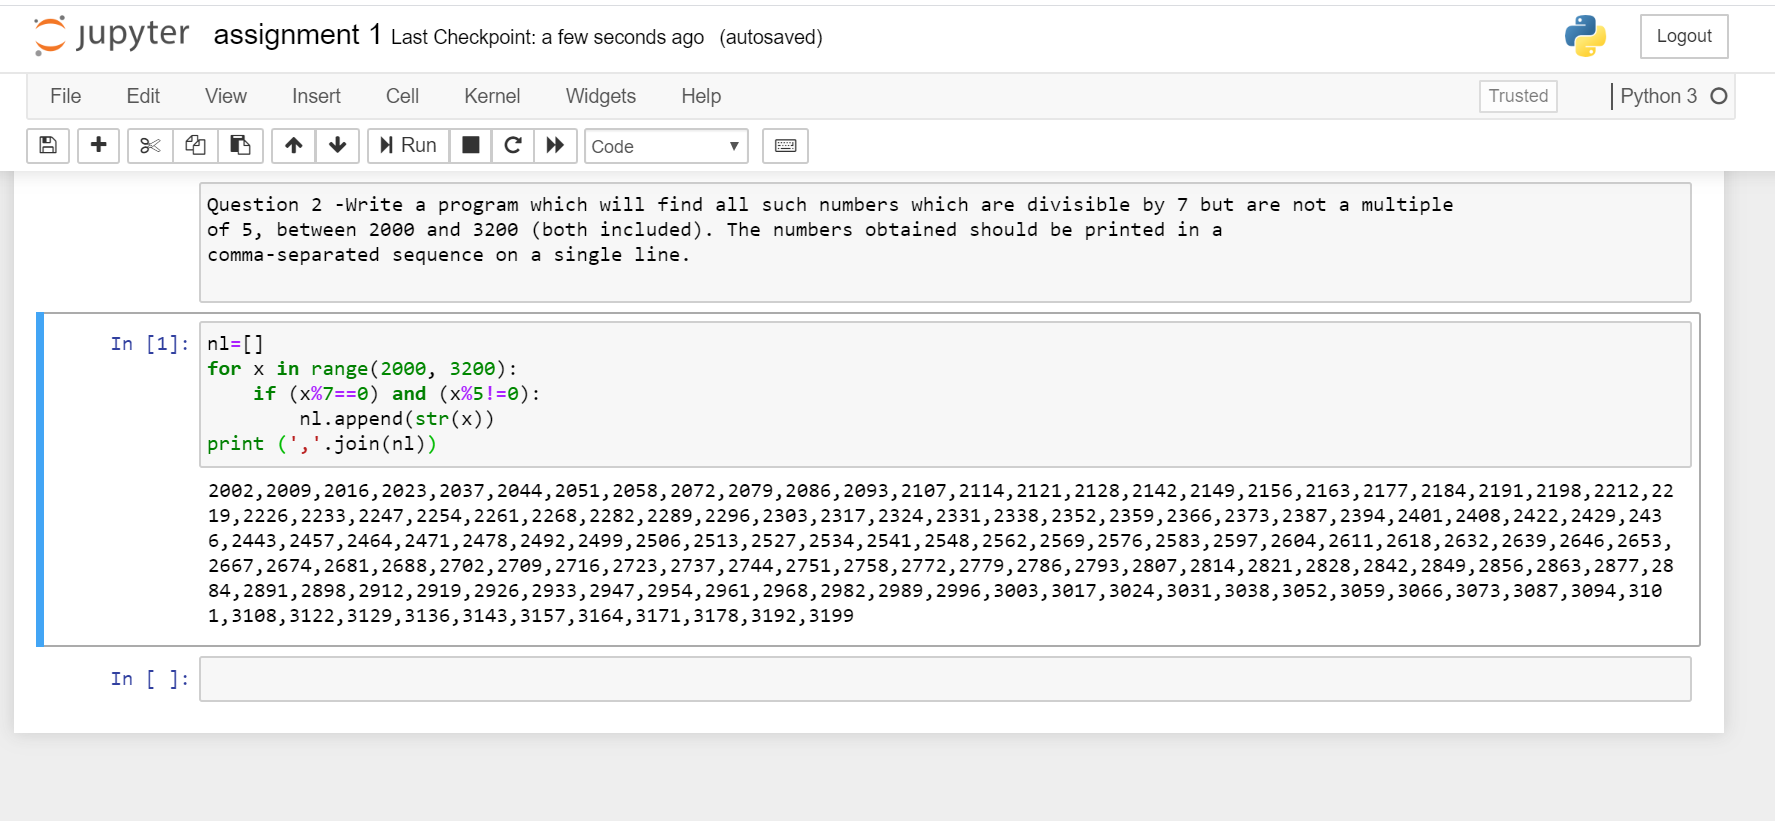 jupyter assignment 1 Last Checkpoint: a few seconds ago (autosaved) Logout
File Edit View Insert Cell Kernel Widgets Help Trusted Python 3
Run Code
Question 2 -Write a program which will find all such numbers which are divisible by 7 but are not a multiple
of 5, between 2000 and 3200 (both included). The numbers obtained should be printed in a
comma-separated sequence on a single line.
In [1]: nl=[]
for x in range(2000, 3200):
    if (x%7==0) and (x%5!=0):
        nl.append(str(x))
print (','.join(nl))
2002,2009,2016,2023,2037,2044,2051,2058,2072,2079,2086,2093,2107,2114,2121,2128,2142,2149,2156,2163,2177,2184,2191,2198,2212,22
19,2226,2233,2247,2254,2261,2268,2282,2289,2296,2303,2317,2324,2331,2338,2352,2359,2366,2373,2387,2394,2401,2408,2422,2429,243
6,2443,2457,2464,2471,2478,2492,2499,2506,2513,2527,2534,2541,2548,2562,2569,2576,2583,2597,2604,2611,2618,2632,2639,2646,2653,
2667,2674,2681,2688,2702,2709,2716,2723,2737,2744,2751,2758,2772,2779,2786,2793,2807,2814,2821,2828,2842,2849,2856,2863,2877,28
84,2891,2898,2912,2919,2926,2933,2947,2954,2961,2968,2982,2989,2996,3003,3017,3024,3031,3038,3052,3059,3066,3073,3087,3094,310
1,3108,3122,3129,3136,3143,3157,3164,3171,3178,3192,3199
In [ ]: